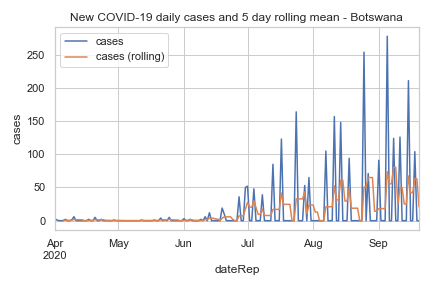 New COVID-19 daily cases and 5 day rolling mean - Botswana
cases
cases (rolling)
250
200
150
100
50
0
cases
Apr May Jun Jul Aug Sep
2020
dateRep